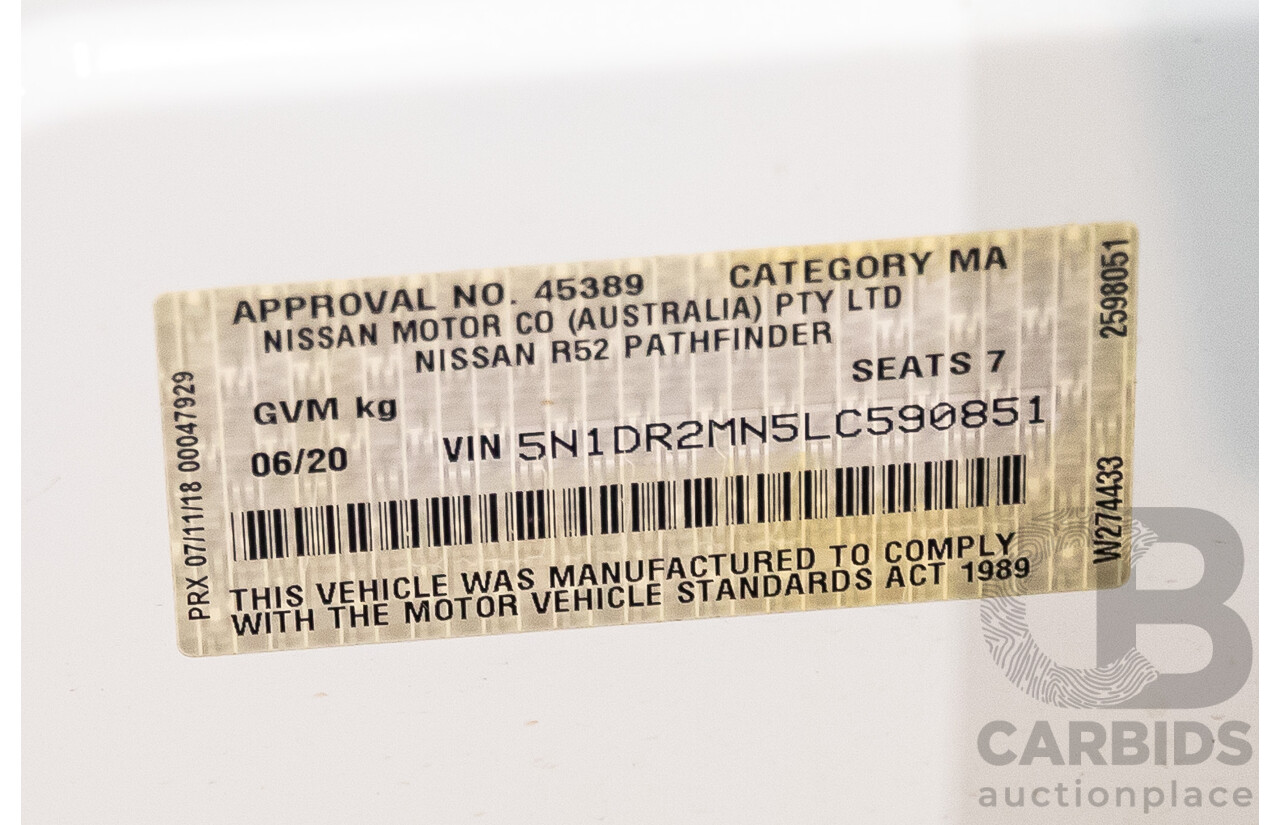 APPROVAL NO. 45389 CATEGORY MA
NISSAN MOTOR CO (AUSTRALIA) PTY LTD
NISSAN R52 PATHFINDER
SEATS 7
GVM kg
06/20 VIN 5N1DR2MN5LC590851
THIS VEHICLE WAS MANUFACTURED TO COMPLY
WITH THE MOTOR VEHICLE STANDARDS ACT 1989
PRX 07/11/18 00047929
2598051
W274433
CB
CARBIDS
auctionplace